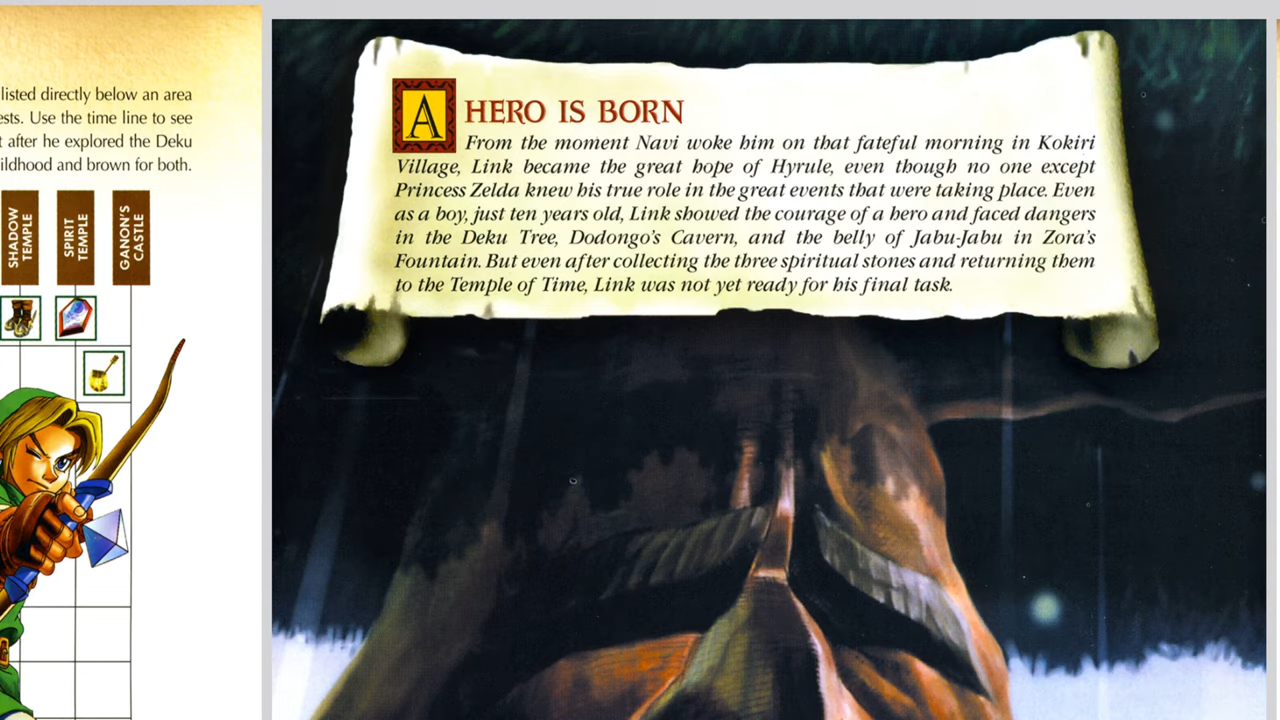 listed directly below an area
ests. Use the time line to see
t after he explored the Deku
ildhood and brown for both.
SHADOW
TEMPLE
SPIRIT
TEMPLE
GANON'S
CASTLE
A HERO IS BORN
From the moment Navi woke him on that fateful morning in Kokiri
Village, Link became the great hope of Hyrule, even though no one except
Princess Zelda knew his true role in the great events that were taking place. Even
as a boy, just ten years old, Link showed the courage of a hero and faced dangers
in the Deku Tree, Dodongo's Cavern, and the belly of Jabu-Jabu in Zora's
Fountain. But even after collecting the three spiritual stones and returning them
to the Temple of Time, Link was not yet ready for his final task.